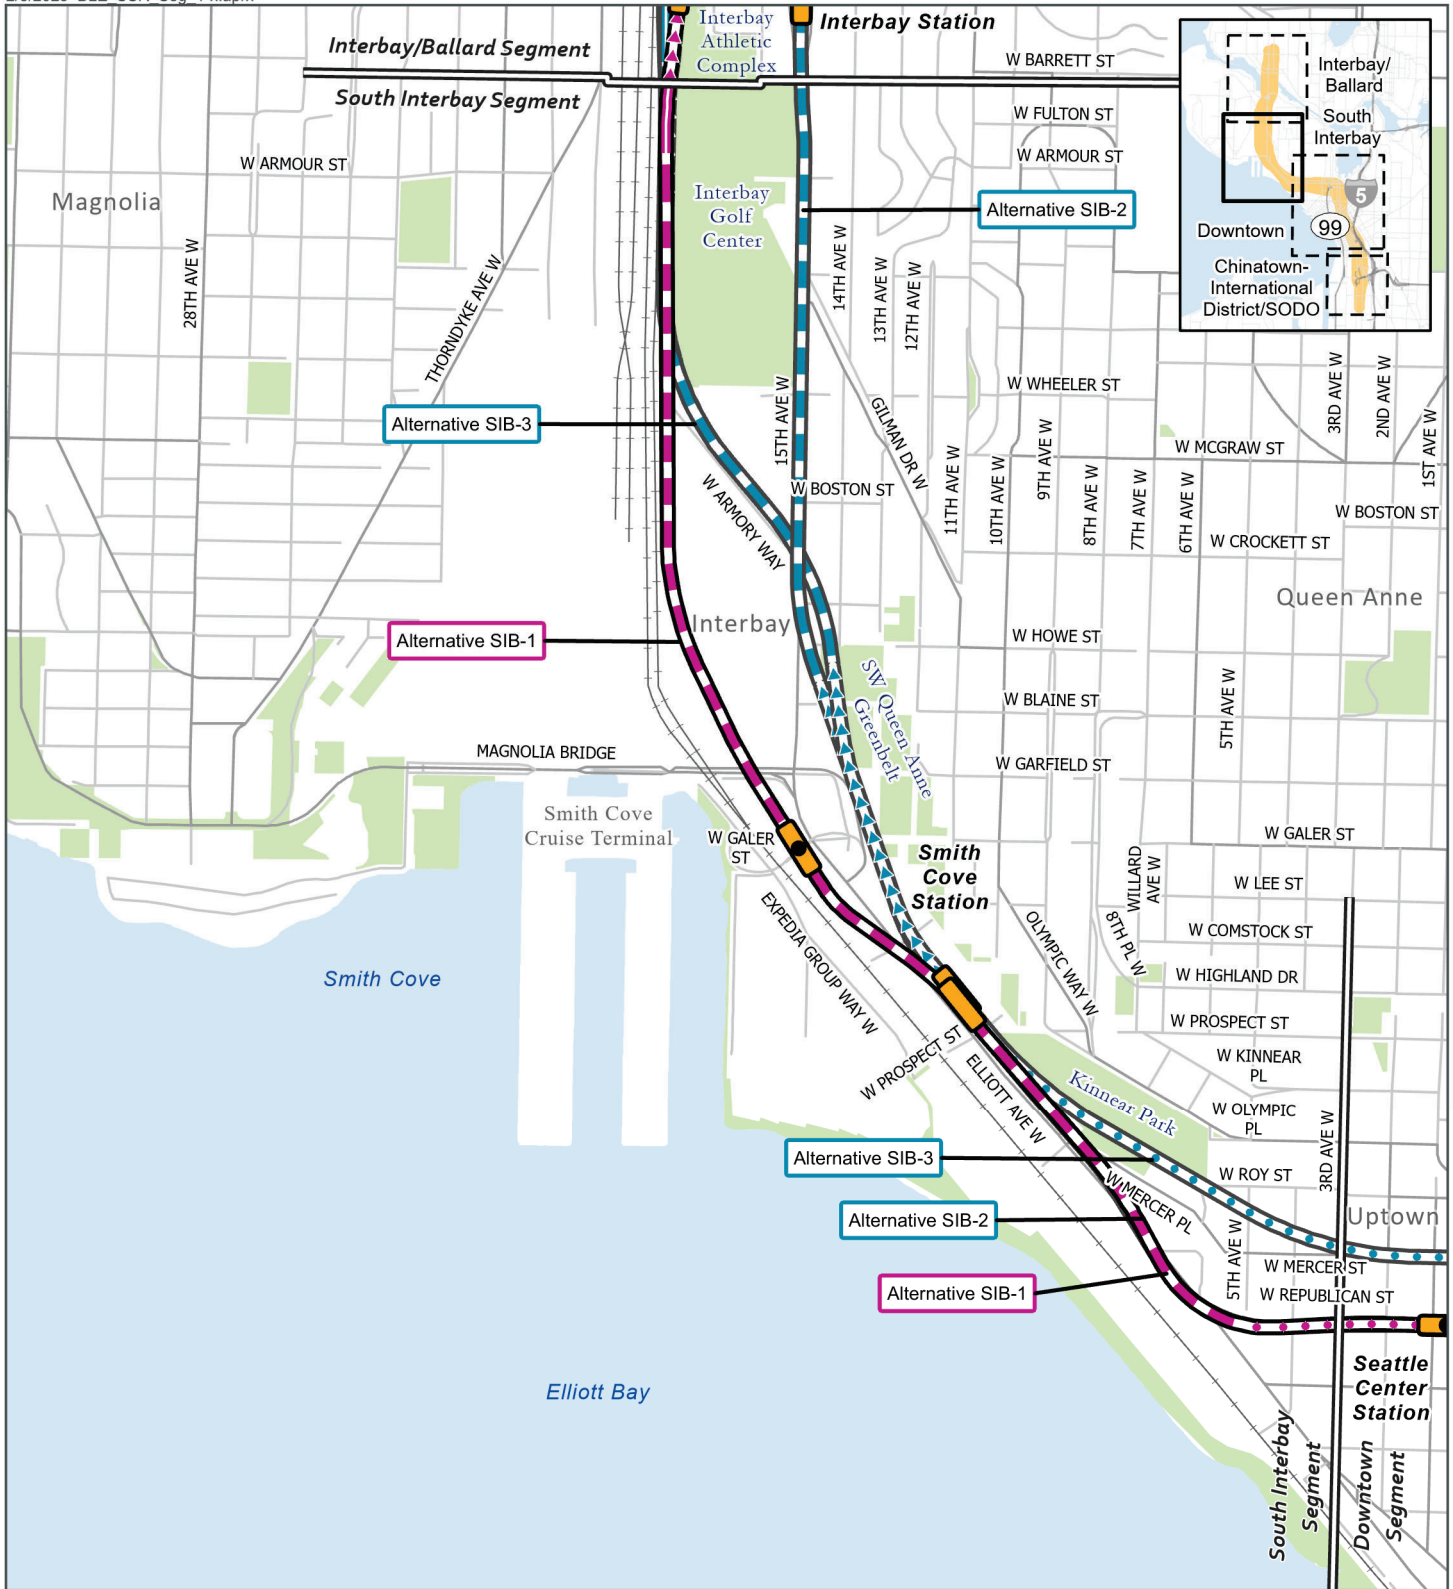 Interbay/Ballard Segment
South Interbay Segment
Interbay
Athletic
Complex
Interbay Station
W BARRETT ST
W FULTON ST
W ARMOUR ST
W ARMOUR ST
Magnolia
28TH AVE W
THORNDYKE AVE W
Interbay
Golf
Center
Alternative SIB-2
Interbay/
Ballard
South
Interbay
5
99
Downtown
Chinatown-
International
District/SODO
14TH AVE W
13TH AVE W
12TH AVE W
W WHEELER ST
3RD AVE W
2ND AVE W
1ST AVE W
Alternative SIB-3
15TH AVE W
GILMAN DR W
W MCGRAW ST
11TH AVE W
10TH AVE W
9TH AVE W
8TH AVE W
7TH AVE W
6TH AVE W
W BOSTON ST
W BOSTON ST
W ARMORY WAY
W CROCKETT ST
Queen Anne
Alternative SIB-1
Interbay
W HOWE ST
SW Queen Anne
Greenbelt
W BLAINE ST
5TH AVE W
MAGNOLIA BRIDGE
W GARFIELD ST
Smith Cove
Cruise Terminal
W GALER
ST
W GALER ST
Smith
Cove
Station
WILLARD
AVE W
W LEE ST
EXPEDIA GROUP WAY W
OLYMPIC WAY W
8TH PL W
W COMSTOCK ST
Smith Cove
W HIGHLAND DR
W PROSPECT ST
W PROSPECT ST
W KINNEAR
PL
ELLIOTT AVE W
Kinnear Park
W OLYMPIC
PL
3RD AVE W
Alternative SIB-3
W ROY ST
W MERCER PL
Alternative SIB-2
Uptown
5TH AVE W
W MERCER ST
Alternative SIB-1
W REPUBLICAN ST
Elliott Bay
Seattle
Center
Station
South Interbay
Segment
Downtown
Segment